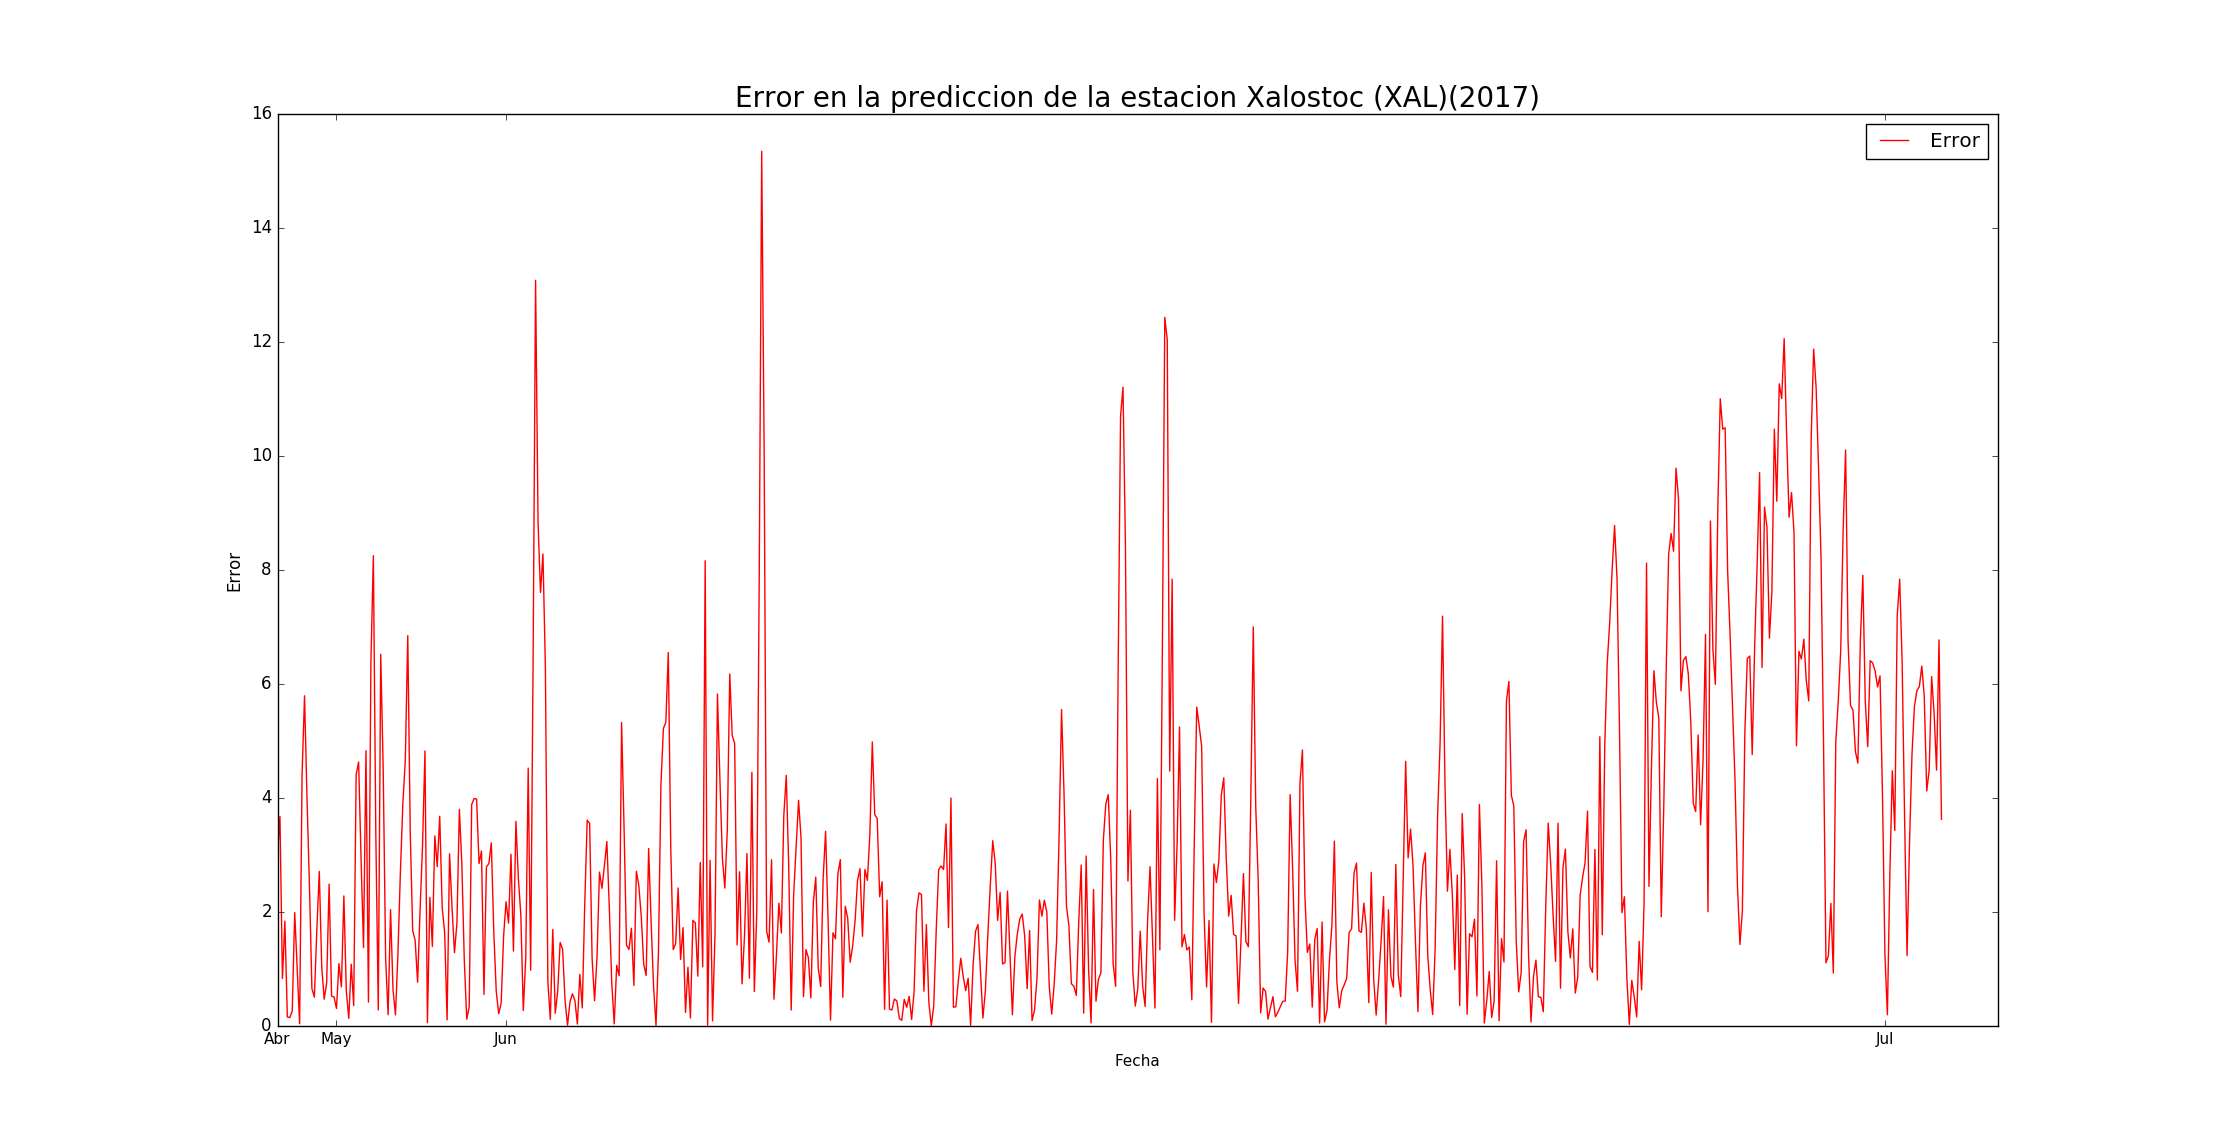 Error en la prediccion de la estacion Xalostoc (XAL)(2017)
16
Error
14
12
10
8
Error
6
4
2
0
Abr May Jun Jul
Fecha